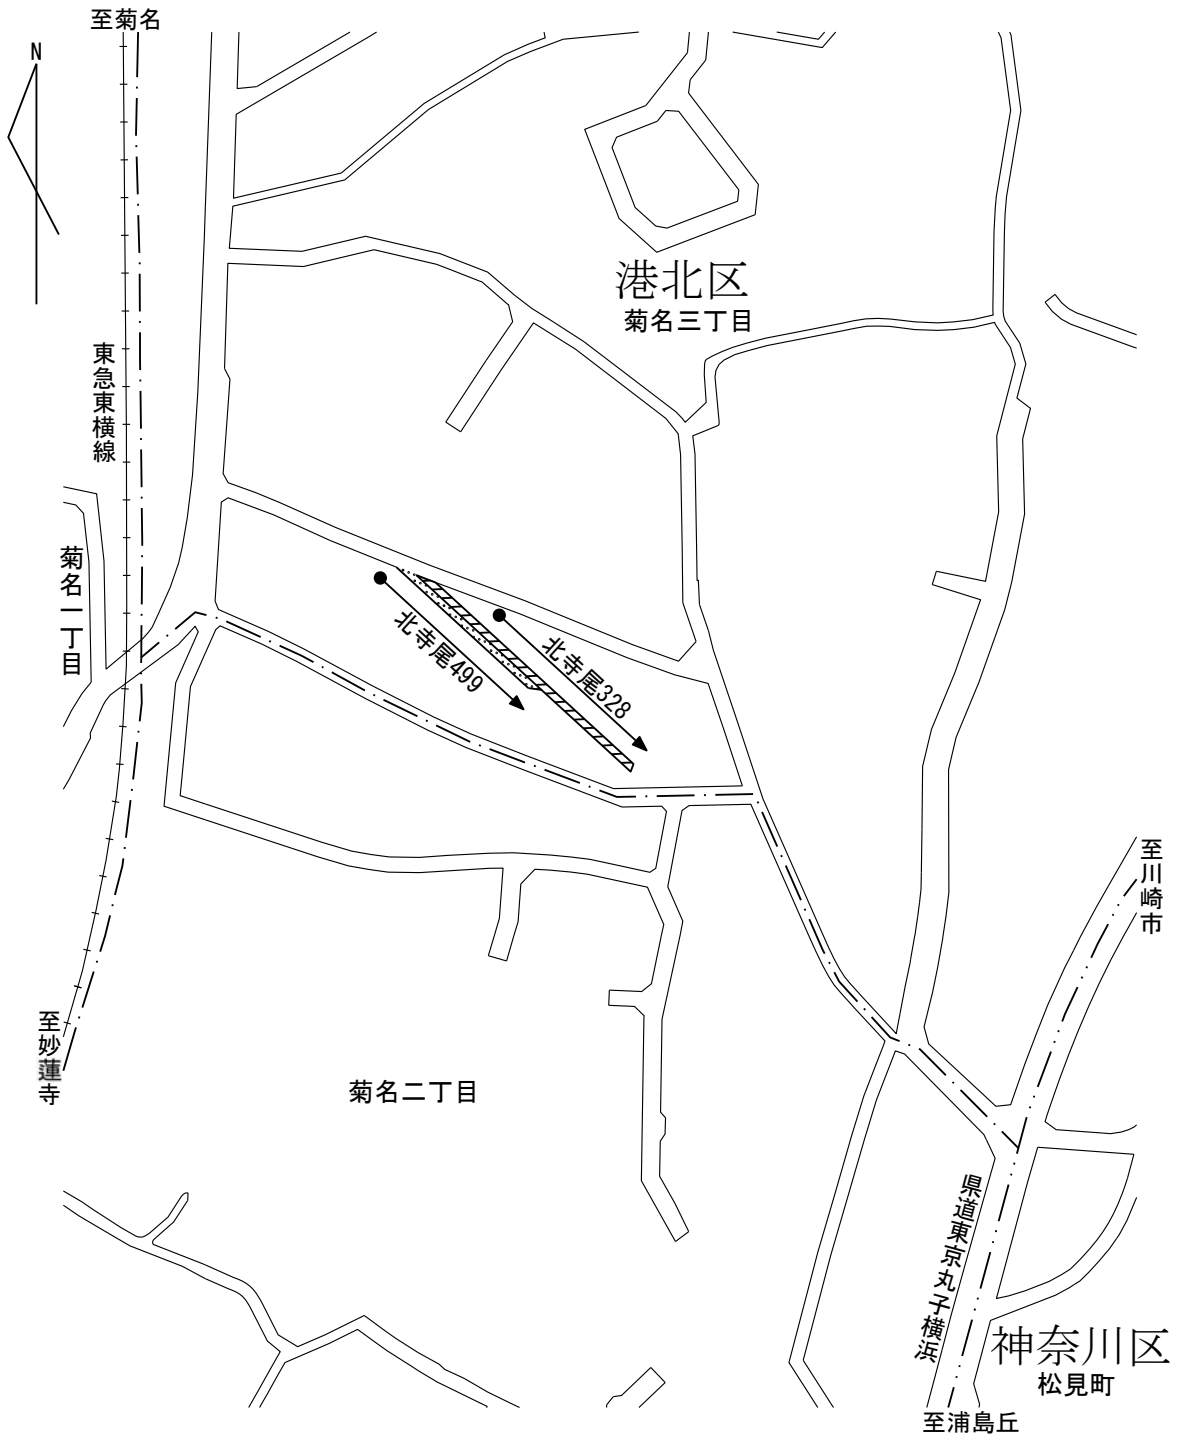 至菊名
N
港北区
菊名三丁目
東急東横線
菊名一丁目
北寺尾499
北寺尾328
至川崎市
至妙蓮寺
菊名二丁目
県道東京丸子横浜
神奈川区
松見町
至浦島丘